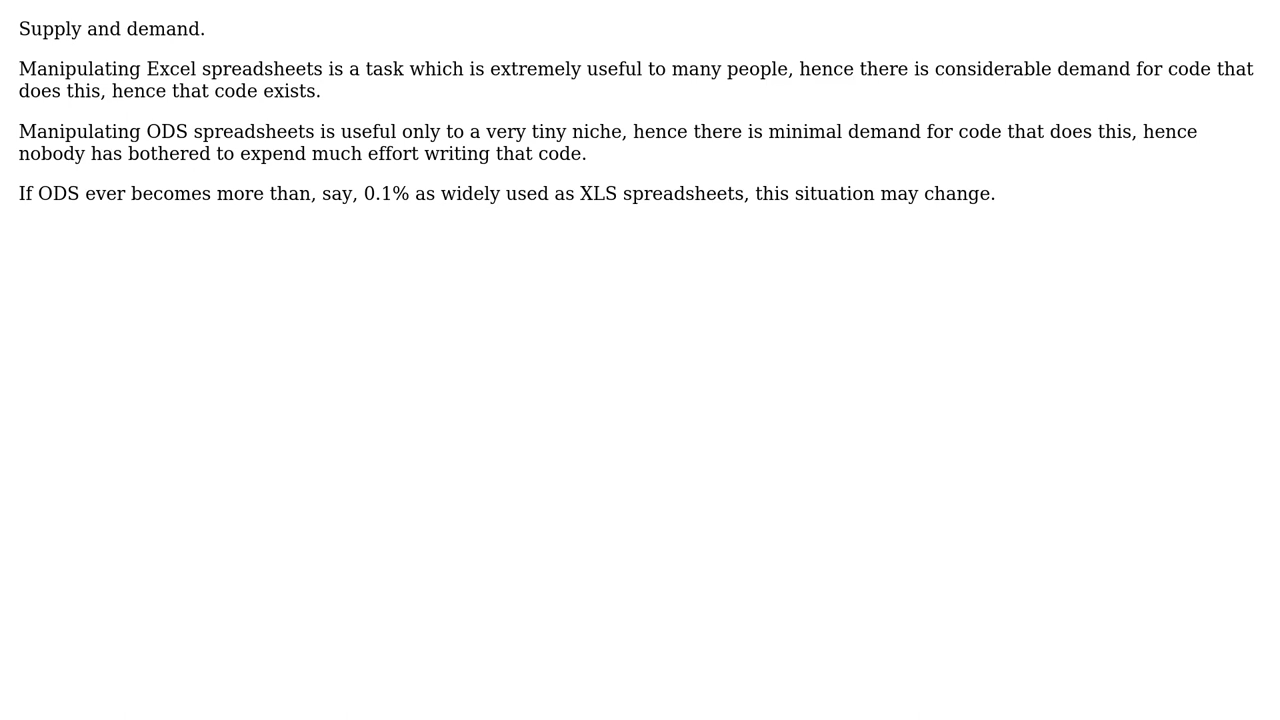 Supply and demand.
Manipulating Excel spreadsheets is a task which is extremely useful to many people, hence there is considerable demand for code that
does this, hence that code exists.
Manipulating ODS spreadsheets is useful only to a very tiny niche, hence there is minimal demand for code that does this, hence
nobody has bothered to expend much effort writing that code.
If ODS ever becomes more than, say, 0.1% as widely used as XLS spreadsheets, this situation may change.